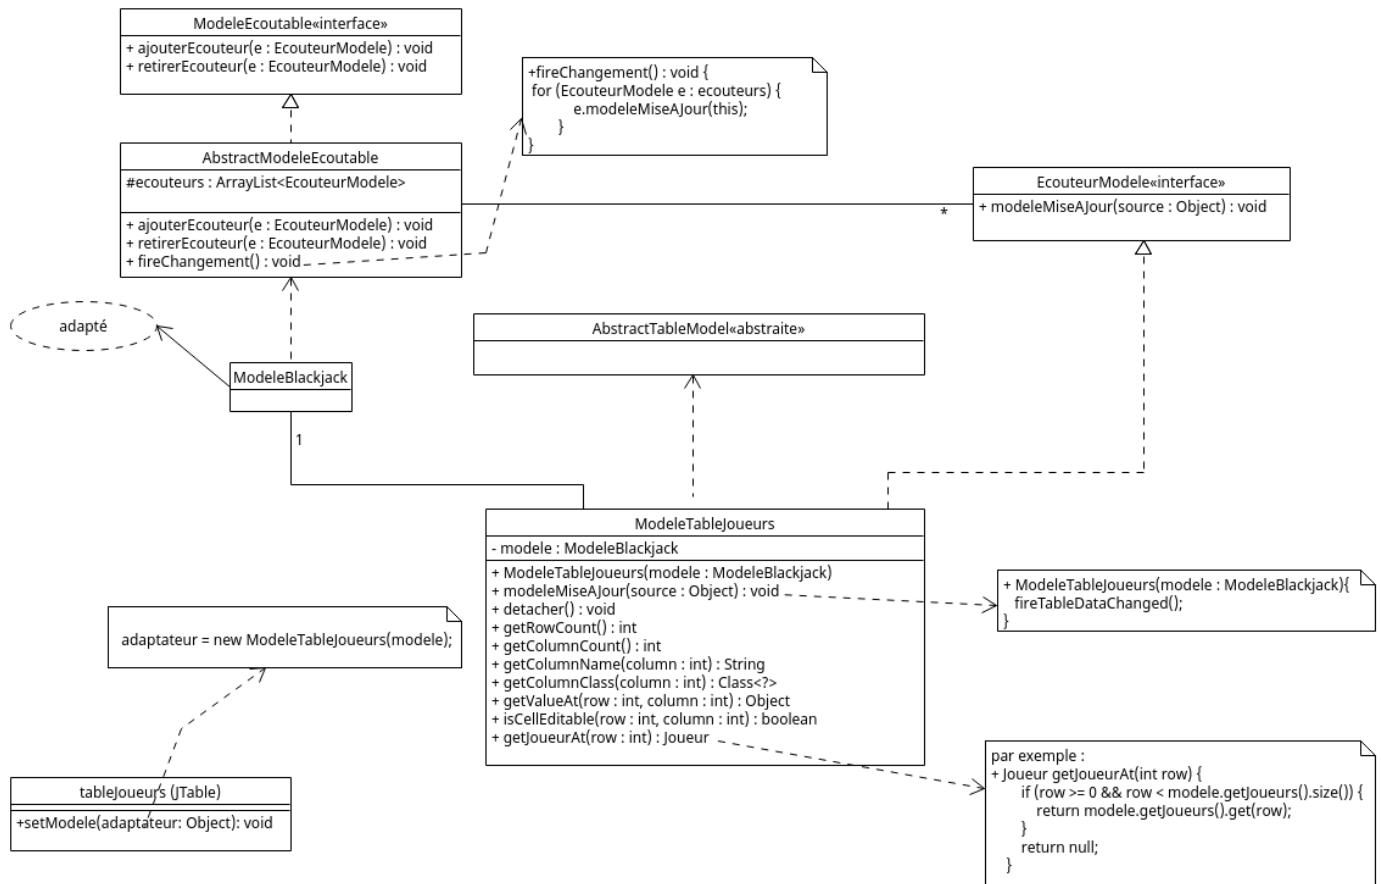 ModeleEcoutable«interface»
+ ajouterEcouteur(e : EcouteurModele) : void
+ retirerEcouteur(e : EcouteurModele) : void
+fireChangement() : void {
for (EcouteurModele e : ecouteurs) {
e.modeleMiseAJour(this);
}
}
AbstractModeleEcoutable
#ecouteurs : ArrayList<EcouteurModele>
+ ajouterEcouteur(e : EcouteurModele) : void
+ retirerEcouteur(e : EcouteurModele) : void
+ fireChangement() : void
*
EcouteurModele«interface»
+ modeleMiseAJour(source : Object) : void
adapté
AbstractTableModel«abstraite»
ModeleBlackjack
1
ModeleTableJoueurs
- modele : ModeleBlackjack
+ ModeleTableJoueurs(modele : ModeleBlackjack)
+ modeleMiseAJour(source : Object) : void
+ detacher() : void
+ getRowCount() : int
+ getColumnCount() : int
+ getColumnName(column : int) : String
+ getColumnClass(column : int) : Class<?>
+ getValueAt(row : int, column : int) : Object
+ isCellEditable(row : int, column : int) : boolean
+ getJoueurAt(row : int) : Joueur
+ ModeleTableJoueurs(modele : ModeleBlackjack){
fireTableDataChanged();
}
adaptateur = new ModeleTableJoueurs(modele);
tableJoueurs (JTable)
+setModele(adaptateur: Object): void
par exemple :
+ Joueur getJoueurAt(int row) {
if (row >= 0 && row < modele.getJoueurs().size()) {
return modele.getJoueurs().get(row);
}
return null;
}